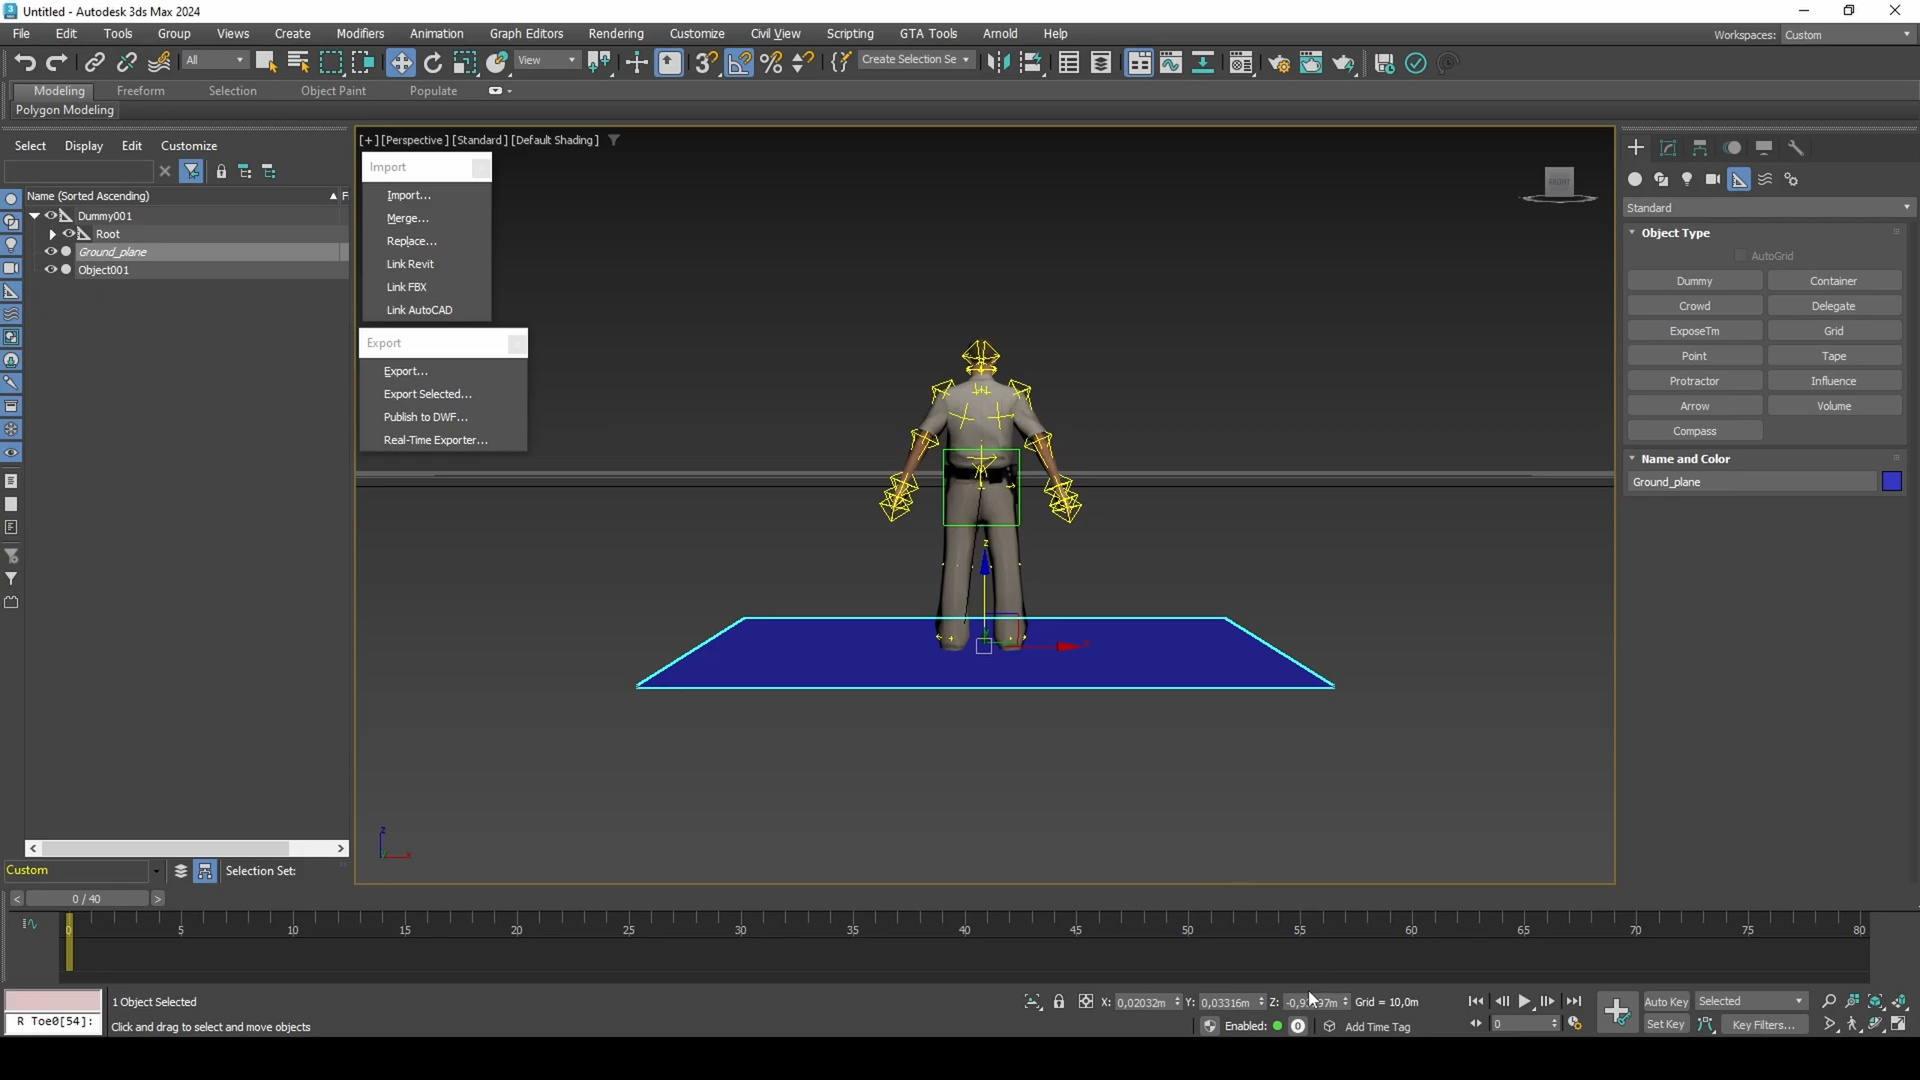 Untitled - Autodesk 3ds Max 2024
File Edit Tools Group Views Create Modifiers Animation Graph Editors Rendering Customize Civil View Scripting GTA Tools Arnold Help
Workspaces: Custom
All View Create Selection Se
Modeling Freeform Selection Object Paint Populate
Polygon Modeling
Select Display Edit Customize
Name (Sorted Ascending) F
Dummy001
Root
Ground_plane
Object001
[+] [Perspective] [Standard] [Default Shading]
Import
Import...
Merge...
Replace...
Link Revit
Link FBX
Link AutoCAD
Export
Export...
Export Selected...
Publish to DWF...
Real-Time Exporter...
FRONT
z
x
z
x
Standard
Object Type
AutoGrid
Dummy Container
Crowd Delegate
ExposeTm Grid
Point Tape
Protractor Influence
Arrow Volume
Compass
Name and Color
Ground_plane
Custom Selection Set:
< 0 / 40 >
0 5 10 15 20 25 30 35 40 45 50 55 60 65 70 75 80
R Toe0[54]:
1 Object Selected
Click and drag to select and move objects
X: 0,02032m Y: 0,03316m Z: Grid = 10,0m
Enabled: 0 Add Time Tag
0
Auto Key Selected
Set Key Key Filters...